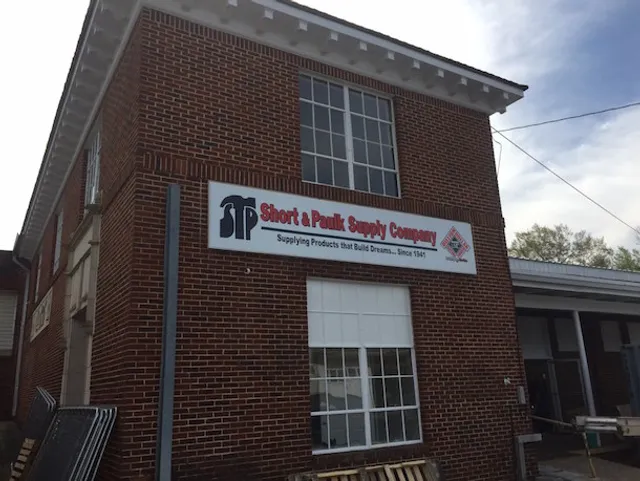 STP
Short & Paulk Supply Company
Supplying Products that Build Dreams... Since 1941